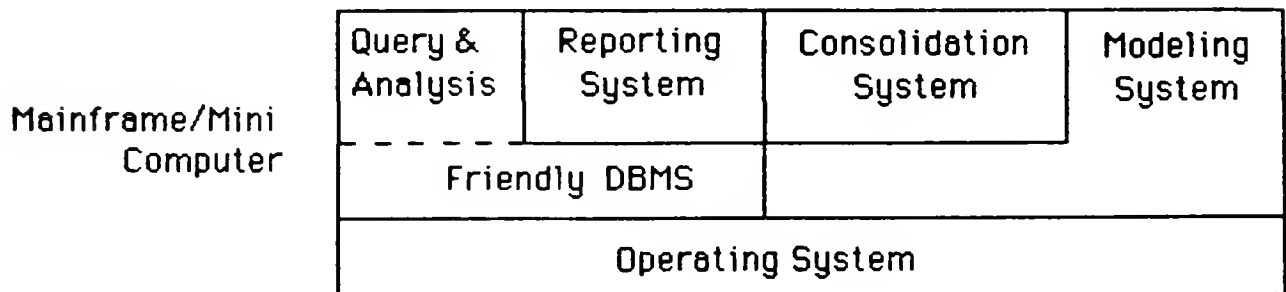 Query &
Analysis
Reporting
System
Consolidation
System
Modeling
System
Mainframe/Mini
Computer
Friendly DBMS
Operating System